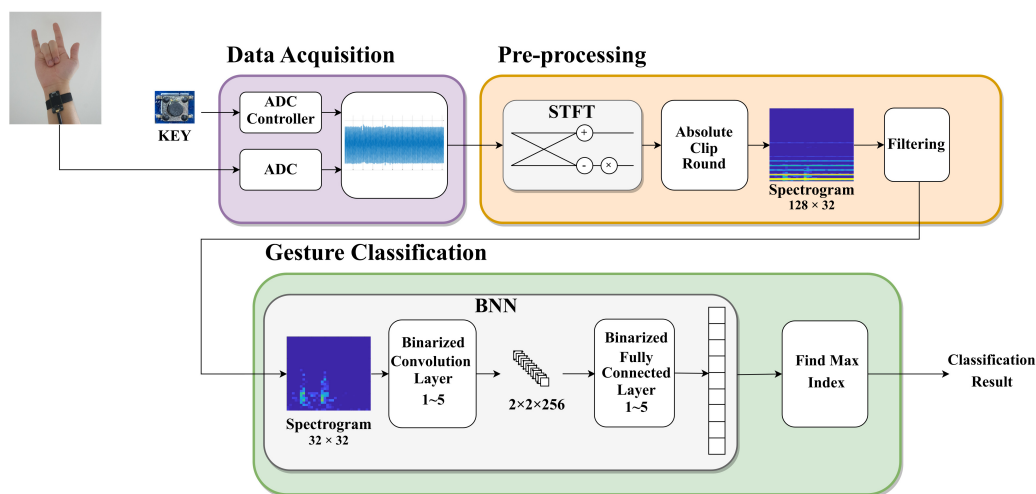 Data Acquisition
Pre-processing
KEY
ADC
Controller
ADC
STFT
+
-
×
Absolute
Clip
Round
Spectrogram
128 × 32
Filtering
Gesture Classification
BNN
Spectrogram
32 × 32
Binarized
Convolution
Layer
1~5
2×2×256
Binarized
Fully
Connected
Layer
1~5
Find Max
Index
Classification
Result